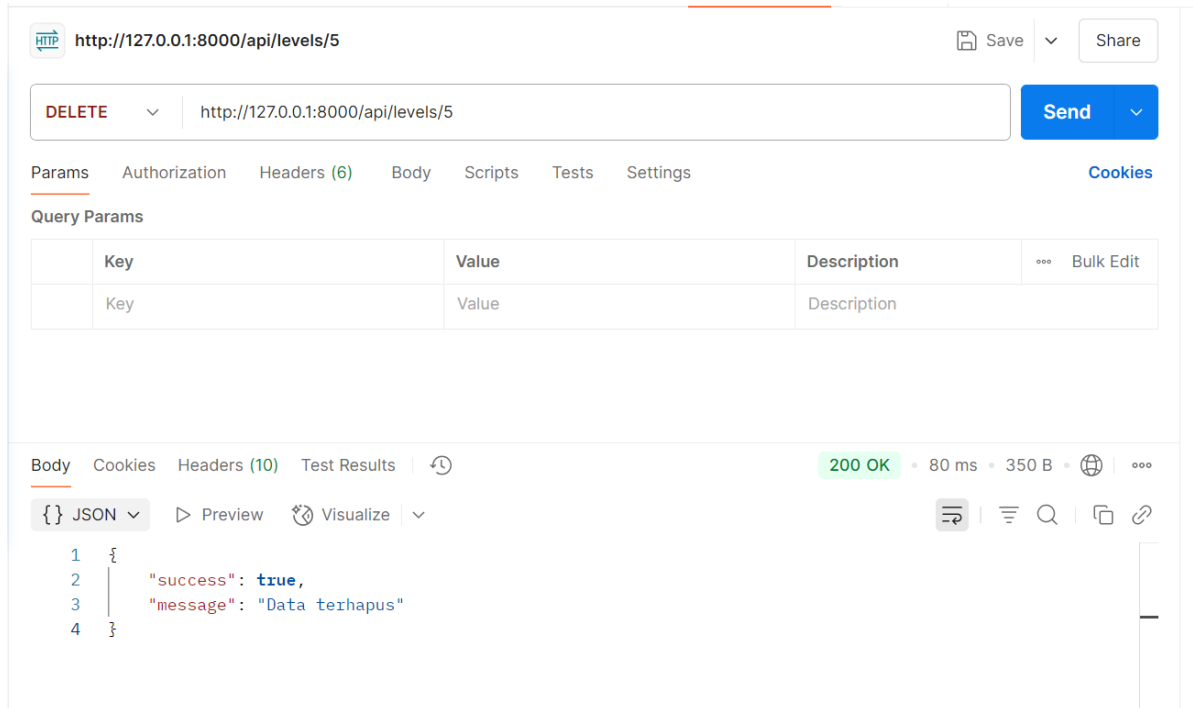 HTTP http://127.0.0.1:8000/api/levels/5 Save Share
DELETE http://127.0.0.1:8000/api/levels/5 Send
Params Authorization Headers (6) Body Scripts Tests Settings Cookies
Query Params
Key Value Description Bulk Edit
Key Value Description
Body Cookies Headers (10) Test Results 200 OK 80 ms 350 B
{} JSON Preview Visualize
1 {
2 "success": true,
3 "message": "Data terhapus"
4 }